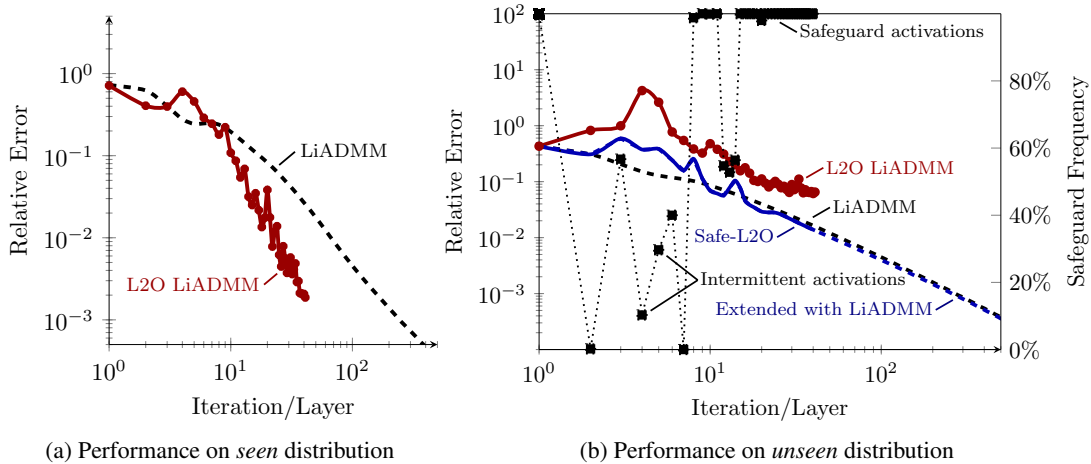 10^0
10^-1
10^-2
10^-3
Relative Error
LiADMM
L2O LiADMM
10^0
10^1
10^2
Iteration/Layer
(a) Performance on seen distribution
10^2
10^1
10^0
10^-1
10^-2
10^-3
Relative Error
Safeguard activations
L2O LiADMM
LiADMM
Safe-L2O
Intermittent activations
Extended with LiADMM
80%
60%
40%
20%
0%
Safeguard Frequency
10^0
10^1
10^2
Iteration/Layer
(b) Performance on unseen distribution